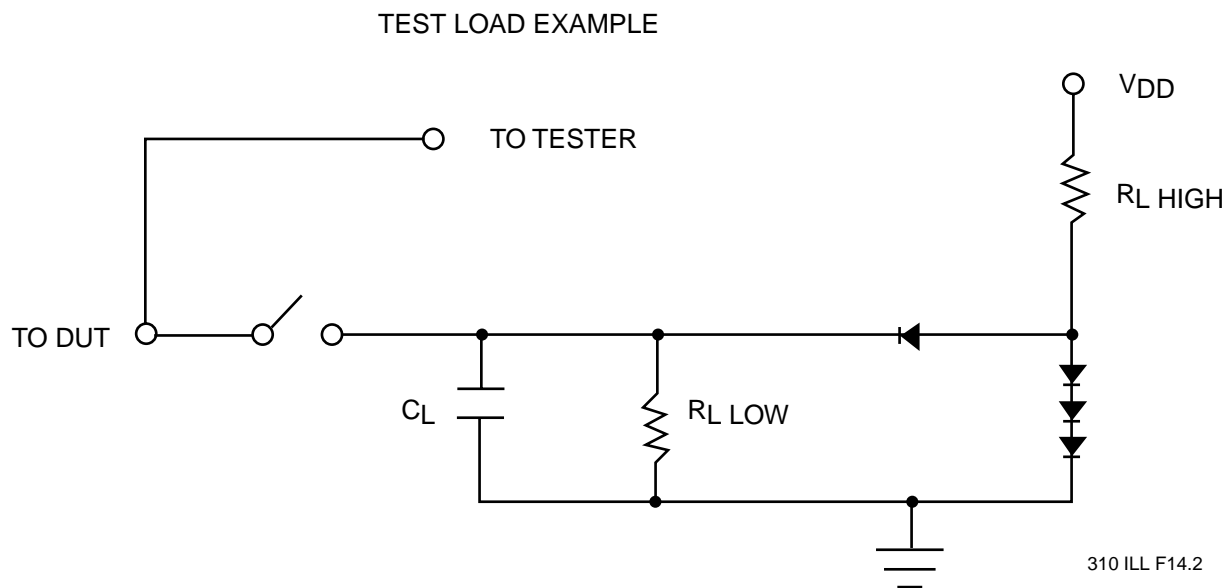 TEST LOAD EXAMPLE
VDD
TO TESTER
RL HIGH
TO DUT
CL
RL LOW
310 ILL F14.2